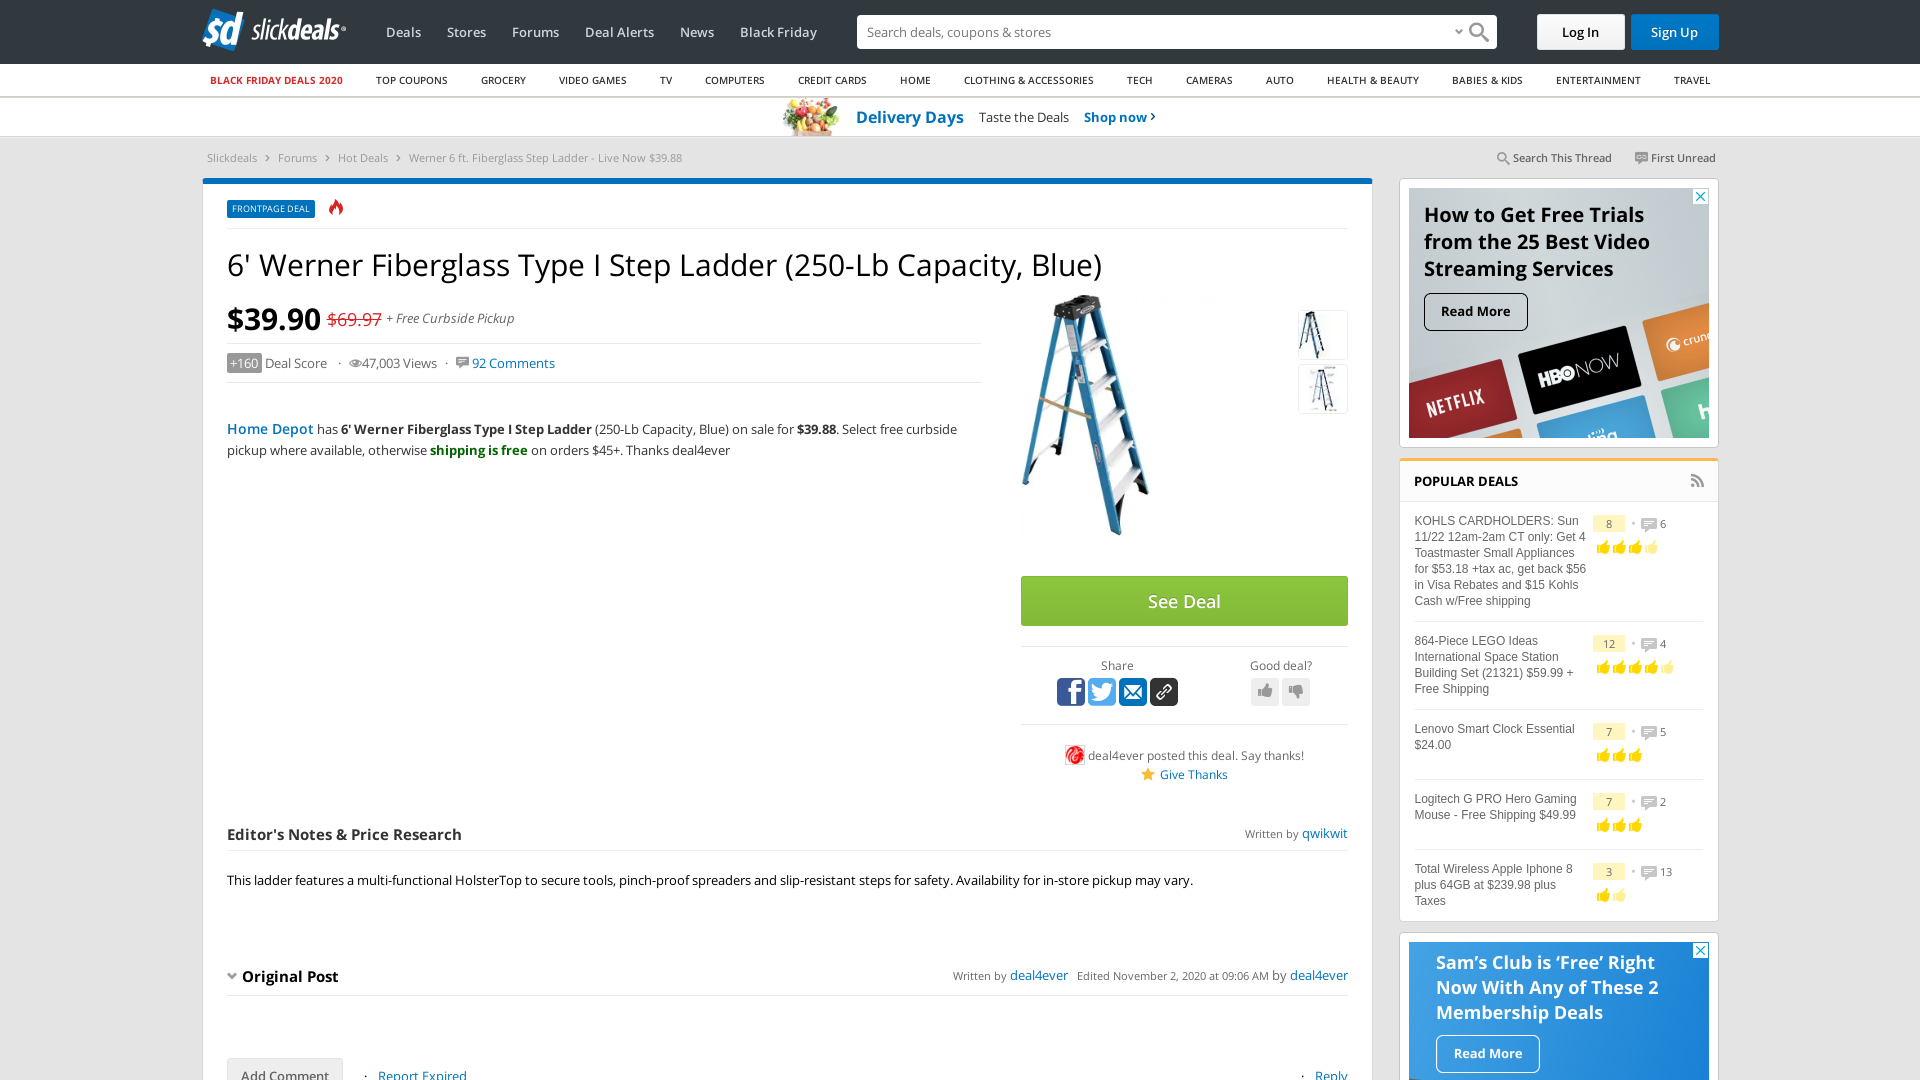 slickdeals
Deals
Stores
Forums
Deal Alerts
News
Black Friday
Search deals, coupons & stores
Log In
Sign Up
BLACK FRIDAY DEALS 2020
TOP COUPONS
GROCERY
VIDEO GAMES
TV
COMPUTERS
CREDIT CARDS
HOME
CLOTHING & ACCESSORIES
TECH
CAMERAS
AUTO
HEALTH & BEAUTY
BABIES & KIDS
ENTERTAINMENT
TRAVEL
Delivery Days Taste the Deals Shop now
Slickdeals > Forums > Hot Deals > Werner 6 ft. Fiberglass Step Ladder - Live Now $39.88
Search This Thread
First Unread
FRONTPAGE DEAL
6' Werner Fiberglass Type I Step Ladder (250-Lb Capacity, Blue)
$39.90 $69.97 + Free Curbside Pickup
+160 Deal Score · 47,003 Views · 92 Comments
Home Depot has 6' Werner Fiberglass Type I Step Ladder (250-Lb Capacity, Blue) on sale for $39.88. Select free curbside
pickup where available, otherwise shipping is free on orders $45+. Thanks deal4ever
See Deal
Share
Good deal?
deal4ever posted this deal. Say thanks!
Give Thanks
Editor's Notes & Price Research
Written by qwikwit
This ladder features a multi-functional HolsterTop to secure tools, pinch-proof spreaders and slip-resistant steps for safety. Availability for in-store pickup may vary.
Original Post
Written by deal4ever Edited November 2, 2020 at 09:06 AM by deal4ever
Add Comment
· Report Expired
· Reply
How to Get Free Trials
from the 25 Best Video
Streaming Services
Read More
NETFLIX
HBO NOW
crun
POPULAR DEALS
KOHLS CARDHOLDERS: Sun
11/22 12am-2am CT only: Get 4
Toastmaster Small Appliances
for $53.18 +tax ac, get back $56
in Visa Rebates and $15 Kohls
Cash w/Free shipping
8 • 6
864-Piece LEGO Ideas
International Space Station
Building Set (21321) $59.99 +
Free Shipping
12 • 4
Lenovo Smart Clock Essential
$24.00
7 • 5
Logitech G PRO Hero Gaming
Mouse - Free Shipping $49.99
7 • 2
Total Wireless Apple Iphone 8
plus 64GB at $239.98 plus
Taxes
3 • 13
Sam's Club is ‘Free’ Right
Now With Any of These 2
Membership Deals
Read More